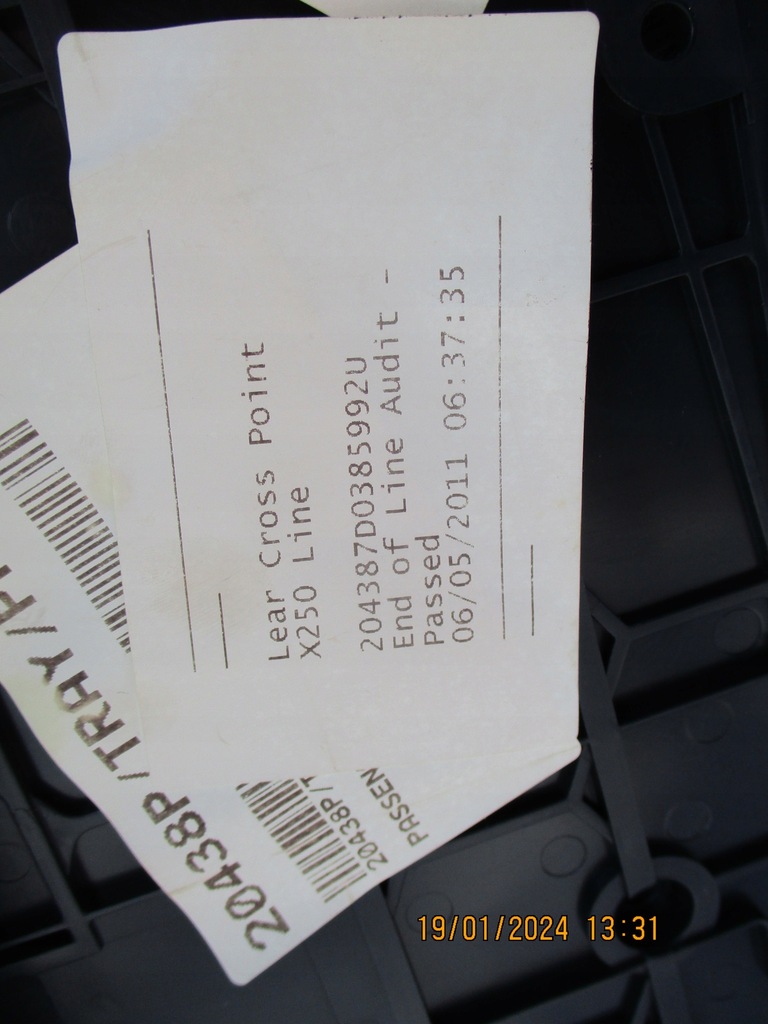 Lear Cross Point
X250 Line
204387D0385992U
End of Line Audit -
Passed
06/05/2011 06:37:35
20438P/TRAY/
20438P/T
PASSEN
19/01/2024 13:31